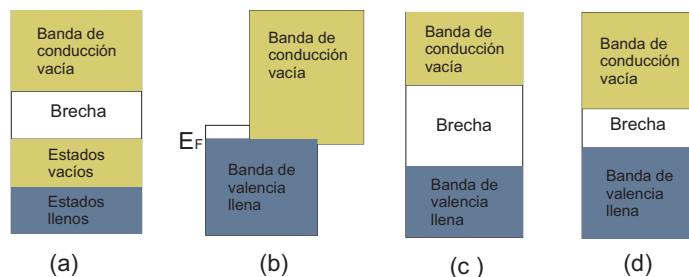 Banda de
conducción
vacía
Brecha
Estados
vacíos
Estados
llenos
(a)
Banda de
conducción
vacía
EF
Banda de
valencia
llena
(b)
Banda de
conducción
vacía
Brecha
Banda de
valencia
llena
(c )
Banda de
conducción
vacía
Brecha
Banda de
valencia
llena
(d)